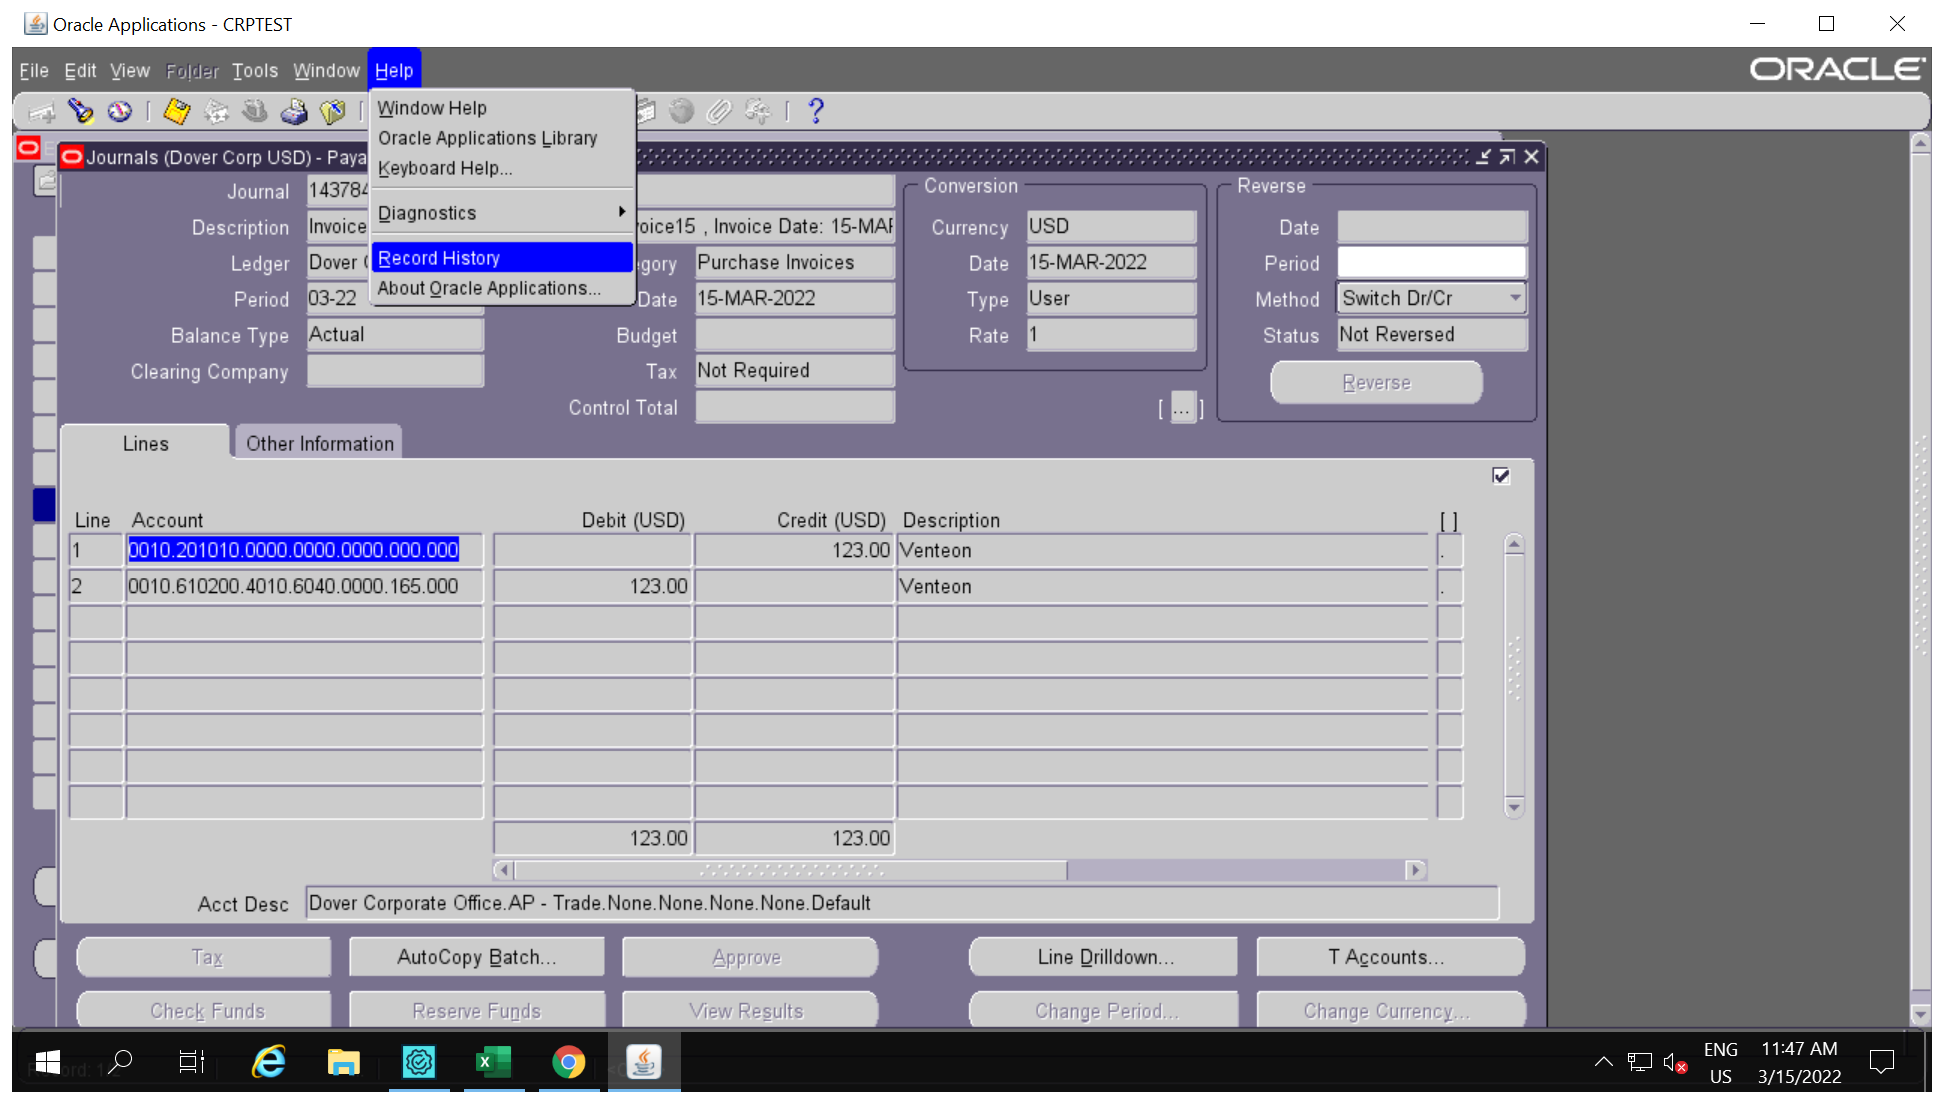 Oracle Applications - CRPTEST
File Edit View Folder Tools Window Help
ORACLE
Window Help
Oracle Applications Library
Keyboard Help...
Diagnostics
Record History
About Oracle Applications...
Journals (Dover Corp USD) - Paya
Journal 14378
Description Invoice voice15 , Invoice Date: 15-MAR
Ledger Dover
Period 03-22
Balance Type Actual
Clearing Company
egory Purchase Invoices
Date 15-MAR-2022
Budget
Tax Not Required
Control Total
Conversion
Currency USD
Date 15-MAR-2022
Type User
Rate 1
[ ... ]
Reverse
Date
Period
Method Switch Dr/Cr
Status Not Reversed
Reverse
Lines Other Information
Line Account Debit (USD) Credit (USD) Description [ ]
1 0010.201010.0000.0000.0000.000.000 123.00 Venteon .
2 0010.610200.4010.6040.0000.165.000 123.00 Venteon .
123.00 123.00
Acct Desc Dover Corporate Office.AP - Trade.None.None.None.None.Default
Tax AutoCopy Batch... Approve Line Drilldown... T Accounts...
Check Funds Reserve Funds View Results Change Period... Change Currency...
ENG 11:47 AM
US 3/15/2022